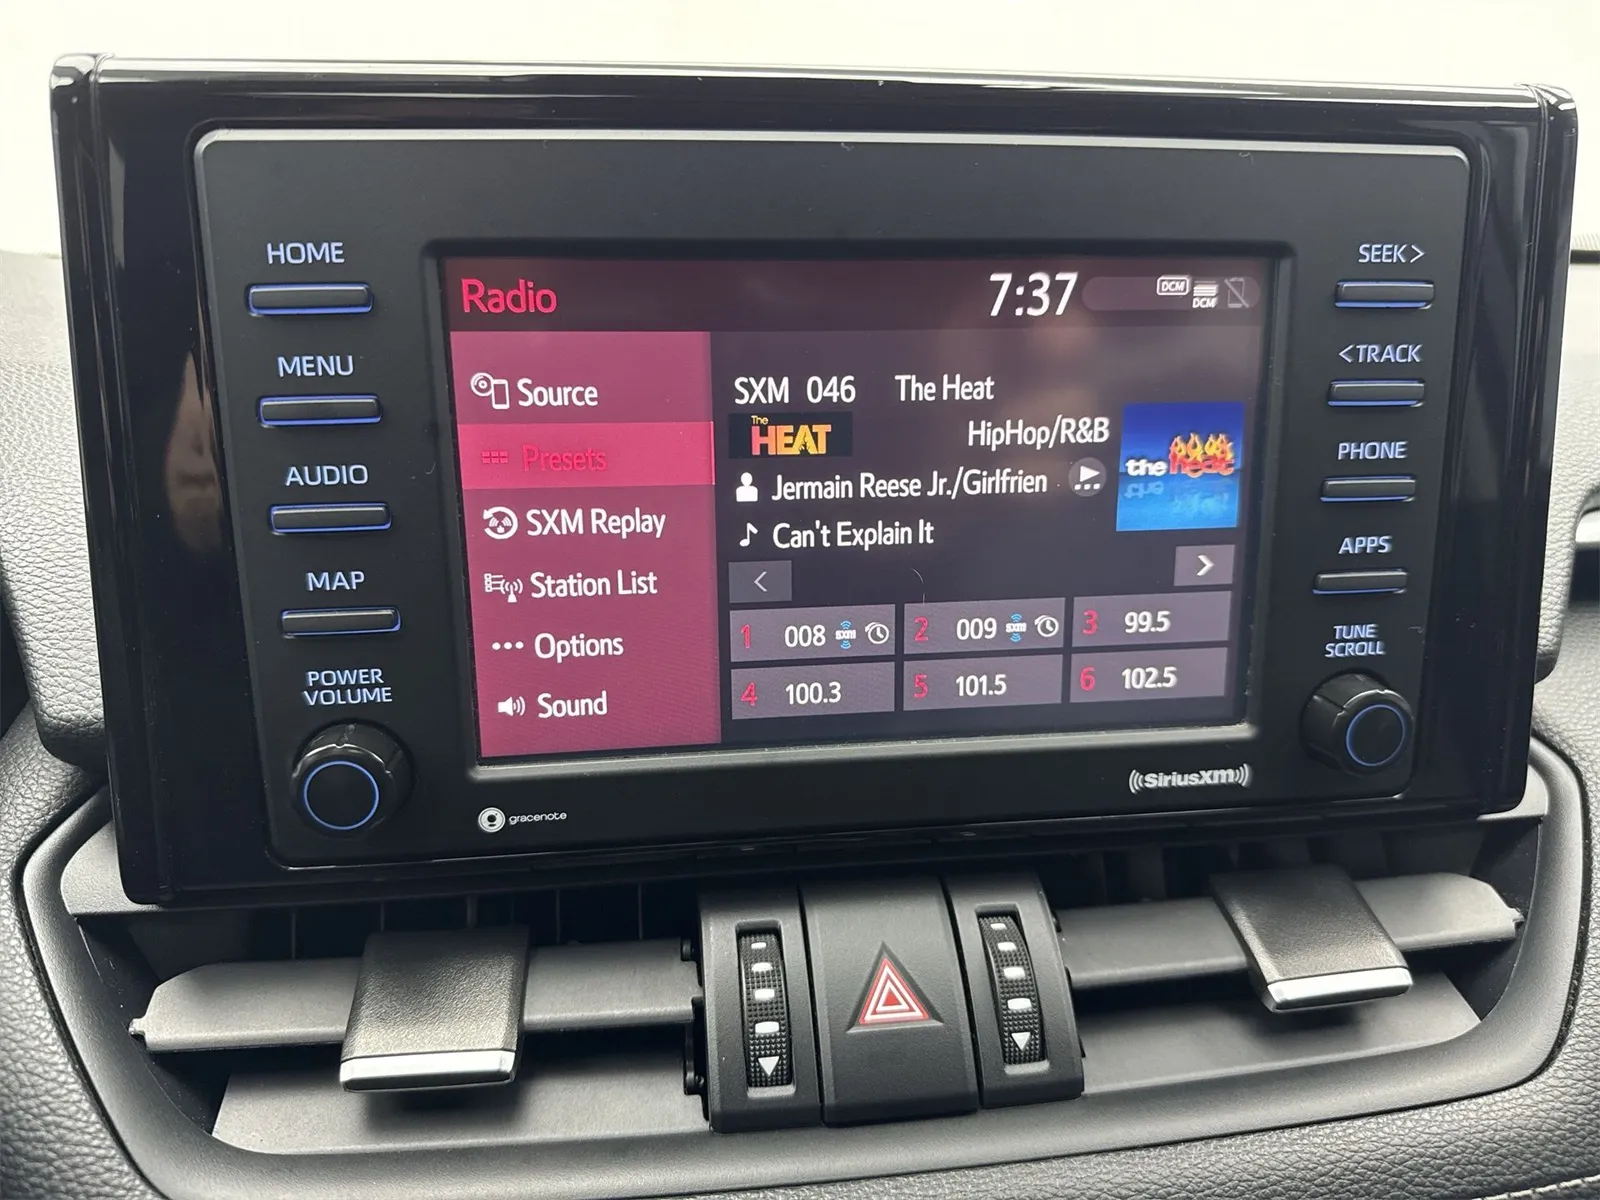 HOME
MENU
AUDIO
MAP
POWER
VOLUME
Radio
7:37
DCM
DCM
Source
Presets
SXM Replay
Station List
Options
Sound
SXM 046 The Heat
The
HEAT
HipHop/R&B
Jermain Reese Jr./Girlfrien
Can't Explain It
the heat
<
>
1 008 sxm
2 009 sxm
3 99.5
4 100.3
5 101.5
6 102.5
gracenote
((SiriusXM))
SEEK>
<TRACK
PHONE
APPS
TUNE
SCROLL